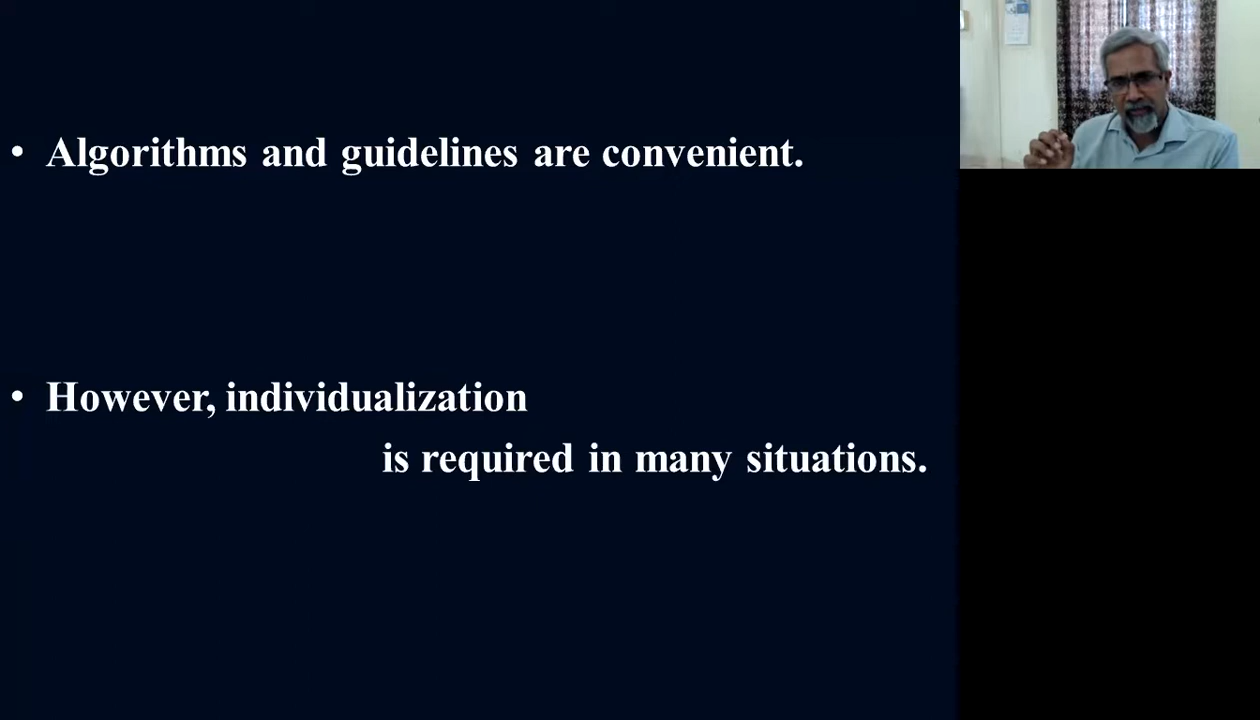 • Algorithms and guidelines are convenient.
• However, individualization
is required in many situations.